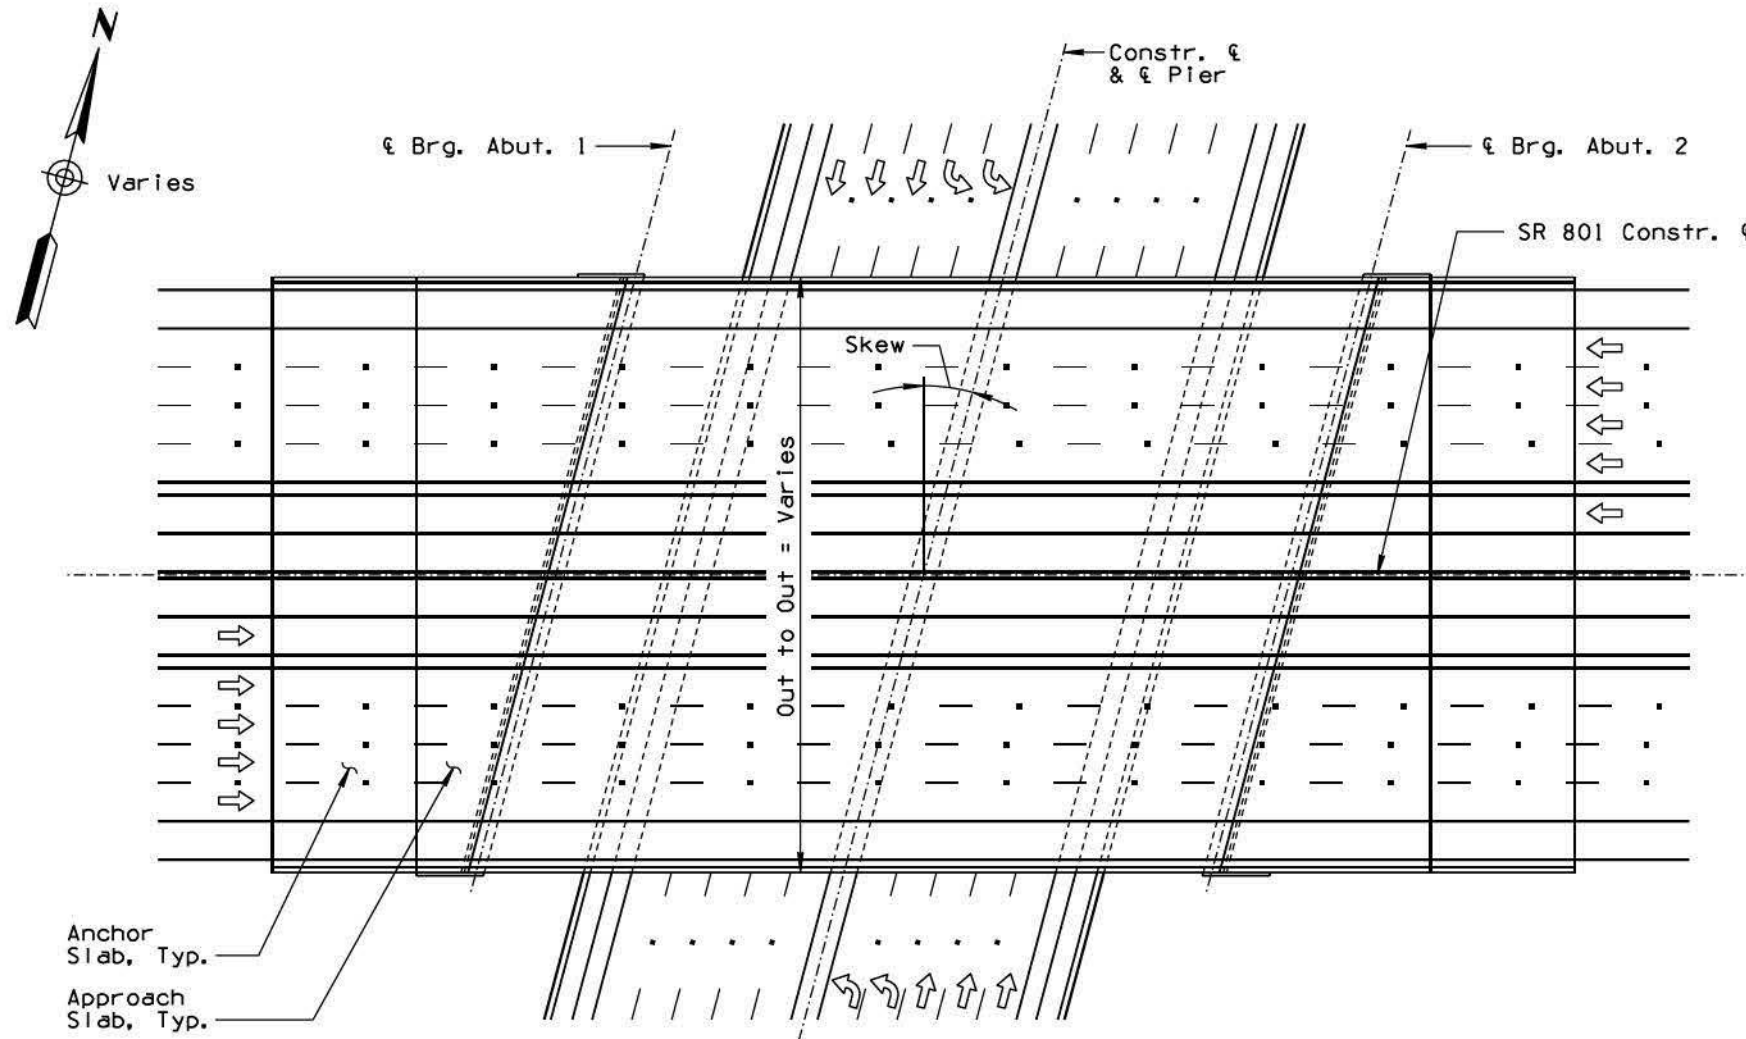 N
Varies
Constr. ℄
& ℄ Pier
℄ Brg. Abut. 1
℄ Brg. Abut. 2
SR 801 Constr. ℄
Skew
Out to Out = Varies
Anchor
Slab, Typ.
Approach
Slab, Typ.